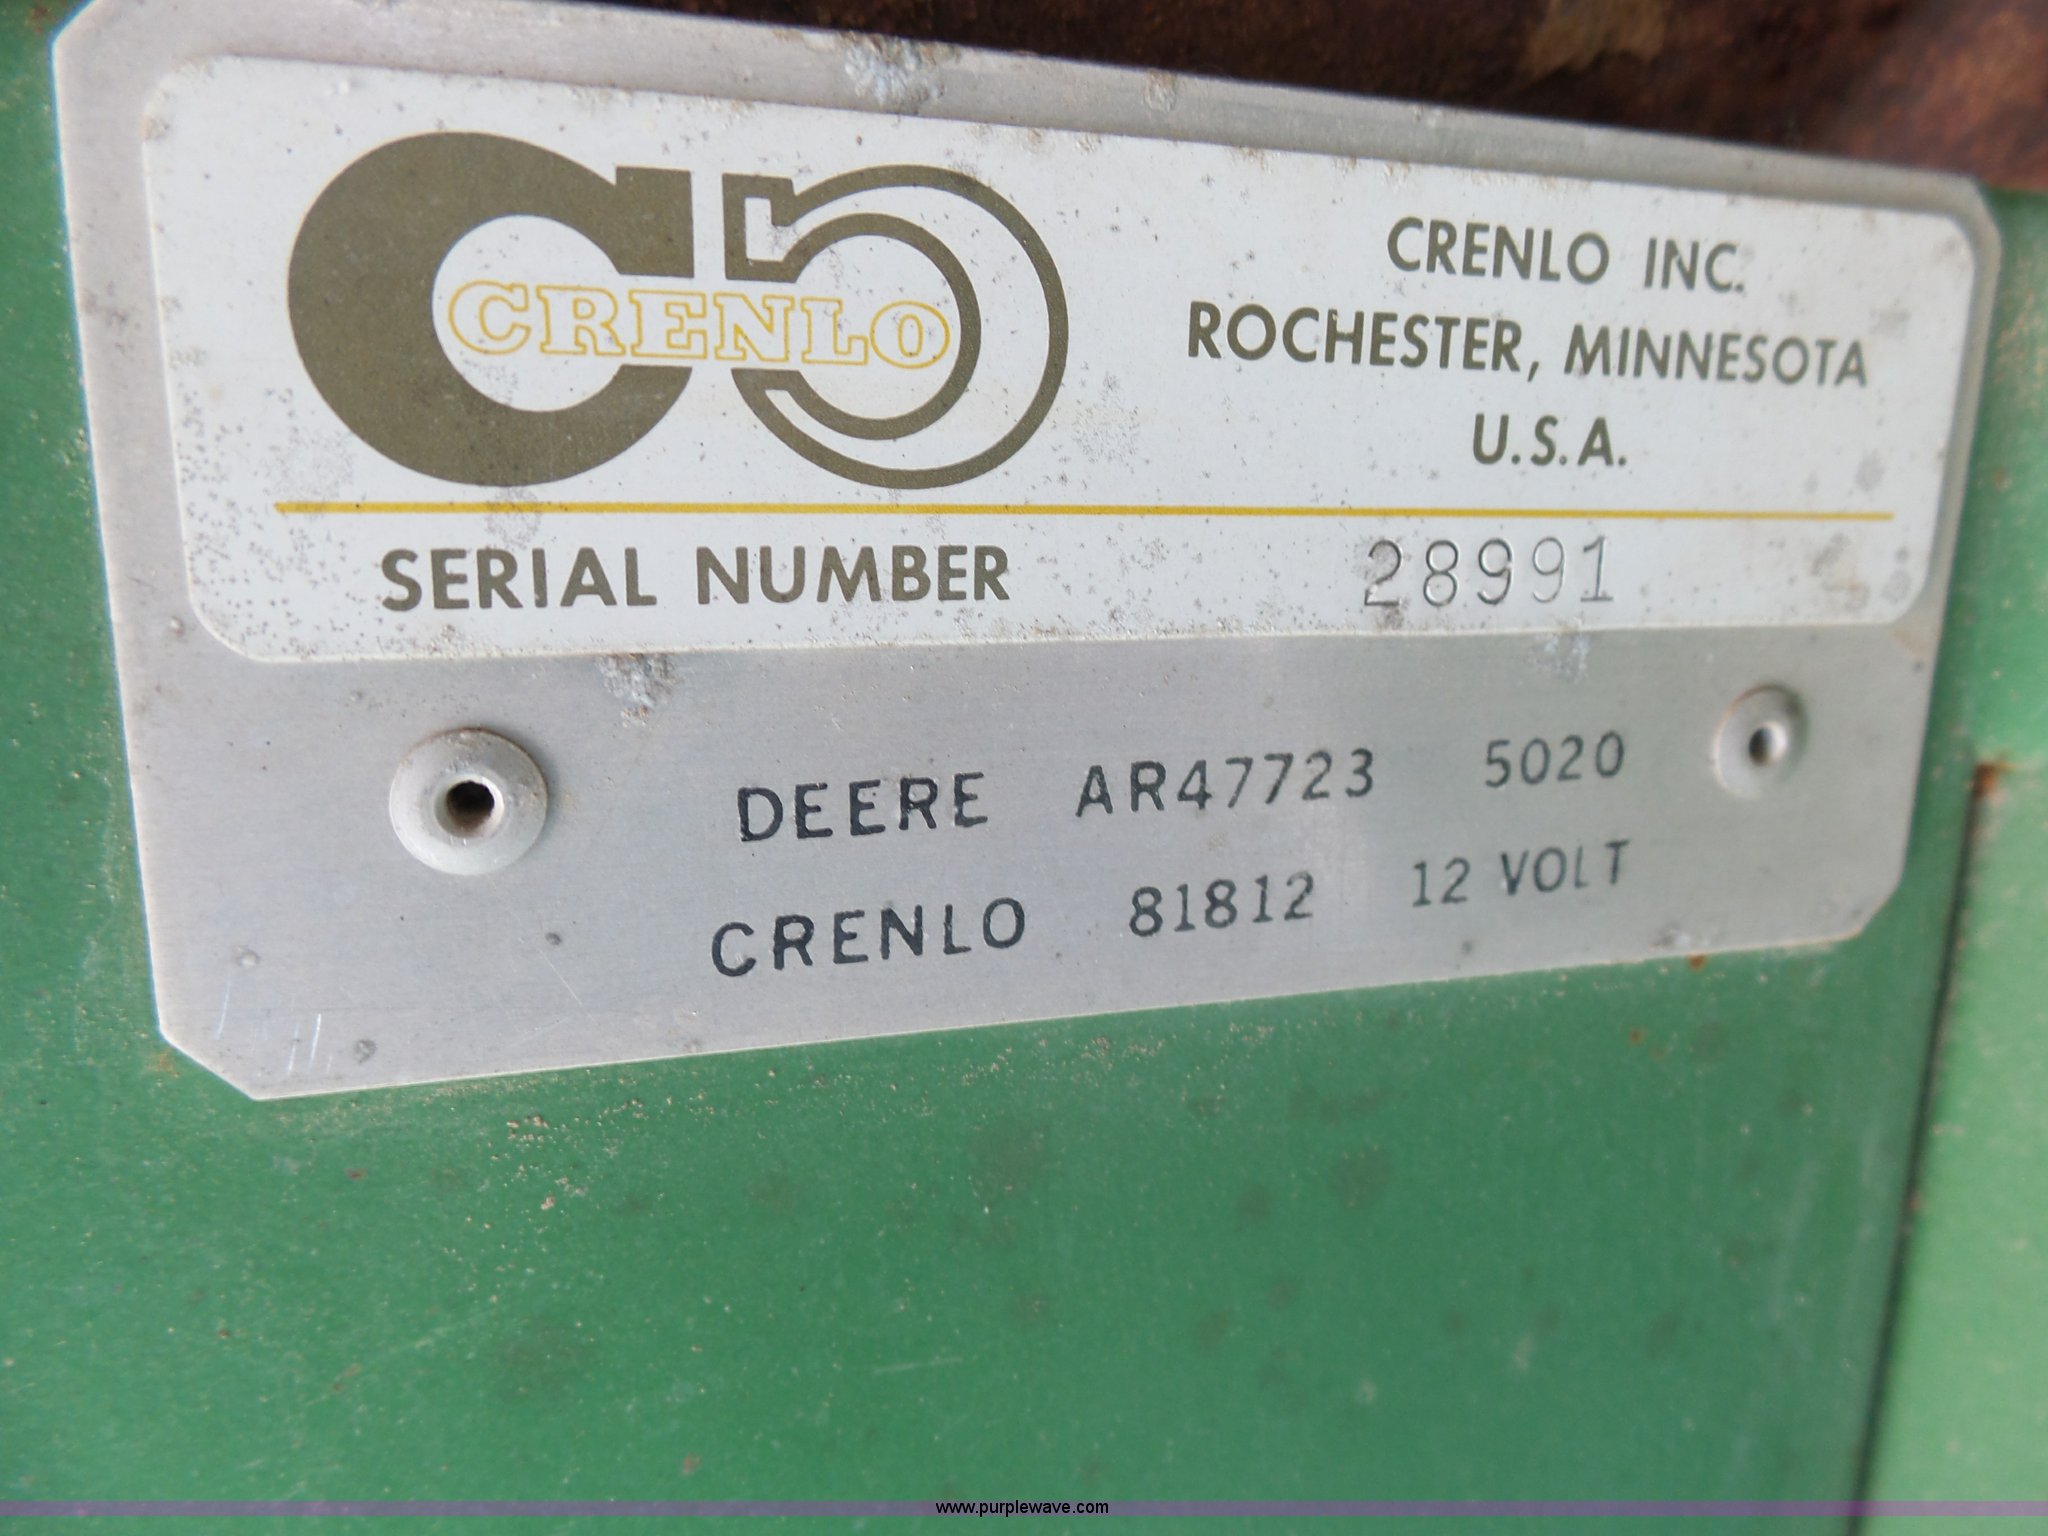 CRENLO
CRENLO INC.
ROCHESTER, MINNESOTA
U.S.A.
SERIAL NUMBER 28991
DEERE AR47723 5020
CRENLO 81812 12 VOLT
www.purplewave.com